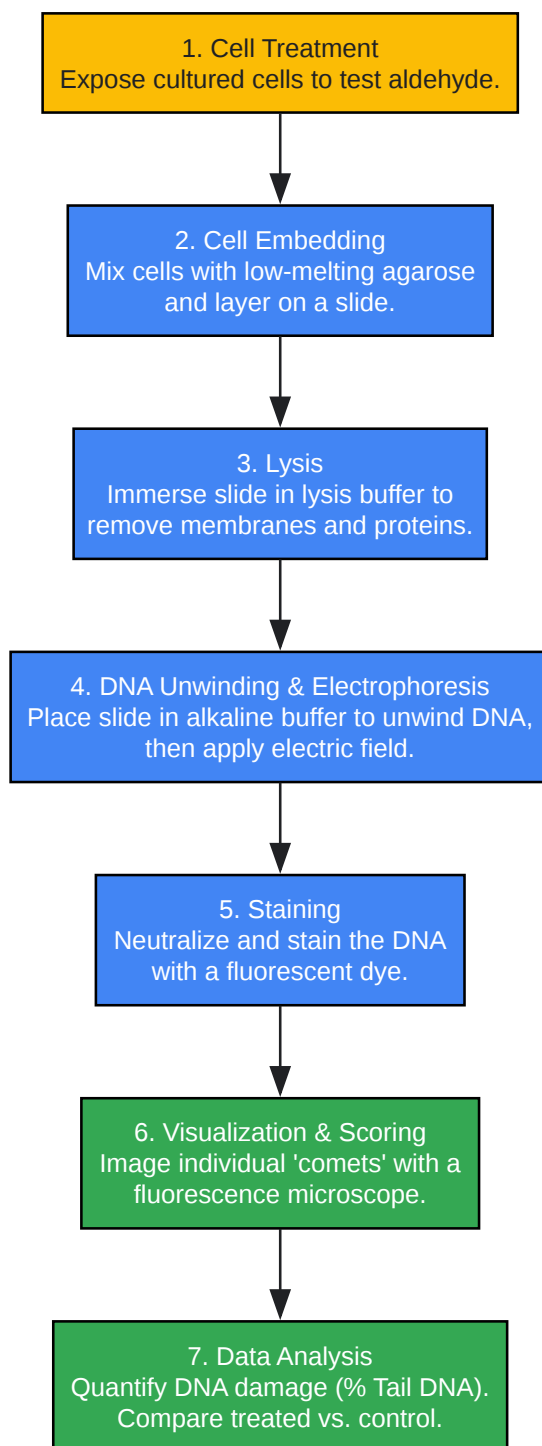 1. Cell Treatment
Expose cultured cells to test aldehyde.
2. Cell Embedding
Mix cells with low-melting agarose
and layer on a slide.
3. Lysis
Immerse slide in lysis buffer to
remove membranes and proteins.
4. DNA Unwinding & Electrophoresis
Place slide in alkaline buffer to unwind DNA,
then apply electric field.
5. Staining
Neutralize and stain the DNA
with a fluorescent dye.
6. Visualization & Scoring
Image individual 'comets' with a
fluorescence microscope.
7. Data Analysis
Quantify DNA damage (% Tail DNA).
Compare treated vs. control.